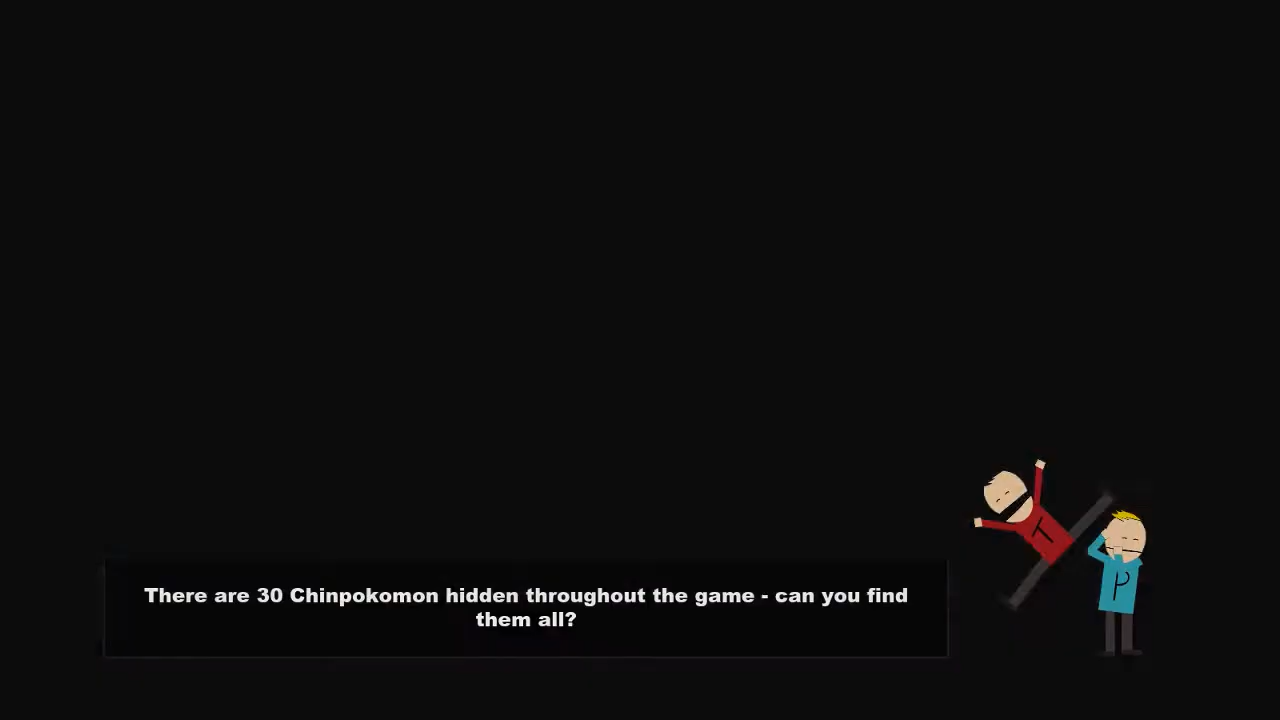 There are 30 Chinpokomon hidden throughout the game - can you find
them all?
T
P